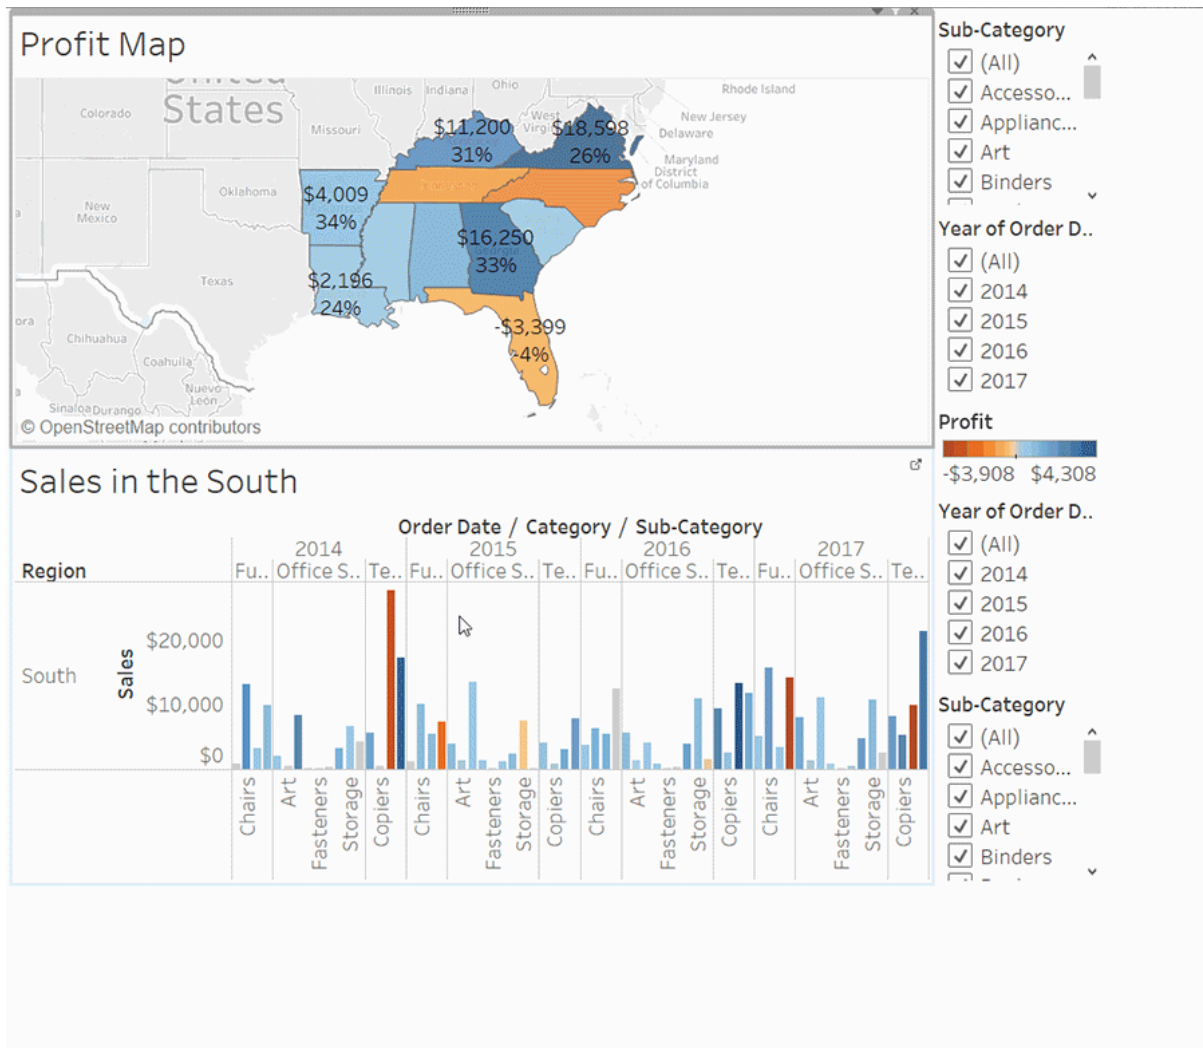 Profit Map
United
States
Colorado
Illinois
Indiana
Ohio
Missouri
West
Rhode Island
New Jersey
Delaware
Maryland
District
of Columbia
$11,200
31%
$18,598
26%
Oklahoma
New
Mexico
$4,009
34%
Texas
$16,250
Georgia
33%
$2,196
24%
-$3,399
-4%
Chihuahua
Coahuila
Nuevo
León
Sinaloa
Durango
© OpenStreetMap contributors
Sales in the South
Order Date / Category / Sub-Category
2014
2015
2016
2017
Region
Fu..
Office S..
Te..
Fu..
Office S..
Te..
Fu..
Office S..
Te..
Fu..
Office S..
Te..
South
Sales
$20,000
$10,000
$0
Chairs
Art
Fasteners
Storage
Copiers
Chairs
Art
Fasteners
Storage
Copiers
Chairs
Art
Fasteners
Storage
Copiers
Chairs
Art
Fasteners
Storage
Copiers
Sub-Category
(All)
Accesso...
Applianc...
Art
Binders
Year of Order D..
(All)
2014
2015
2016
2017
Profit
-$3,908 $4,308
Year of Order D..
(All)
2014
2015
2016
2017
Sub-Category
(All)
Accesso...
Applianc...
Art
Binders